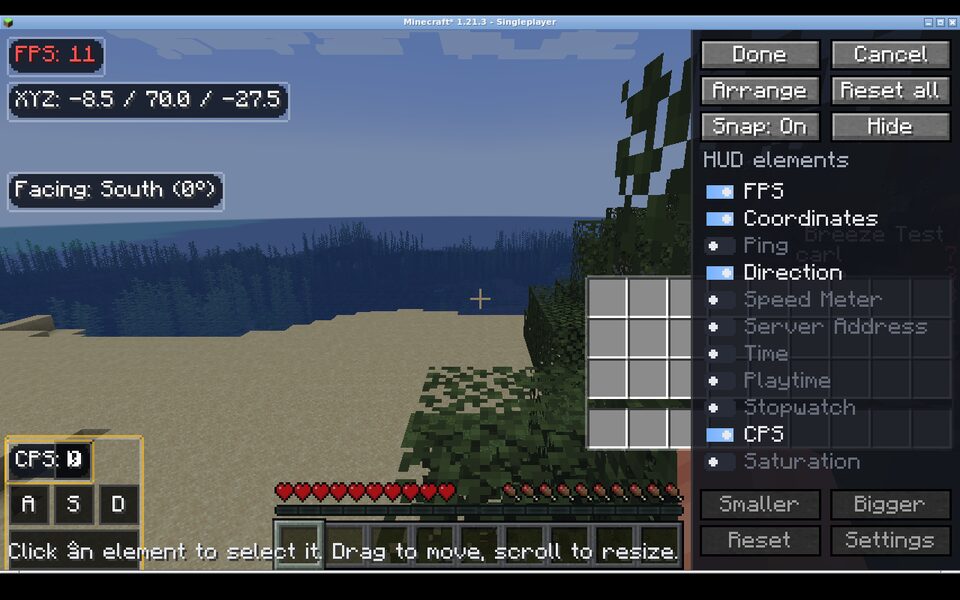 Minecraft* 1.21.3 - Singleplayer
FPS: 11
XYZ: -8.5 / 70.0 / -27.5
Facing: South (0°)
Done
Cancel
Arrange
Reset all
Snap: On
Hide
HUD elements
FPS
Coordinates
Breeze Test
Ping
carl
Direction
Speed Meter
Server Address
Time
Playtime
Stopwatch
CPS
Saturation
CPS: 0
A S D
Smaller
Bigger
Reset
Settings
Click an element to select it. Drag to move, scroll to resize.